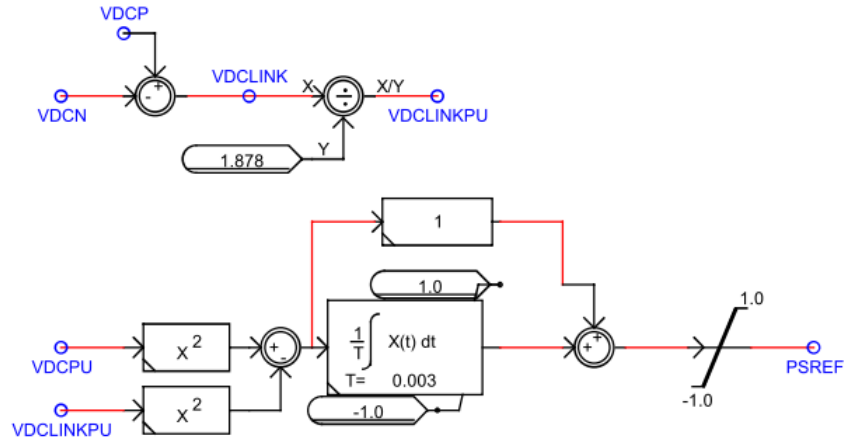 VDCP
+
-
VDCN
VDCLINK
X
÷
X/Y
VDCLINKPU
1.878
Y
1
1.0
1.0
X²
+
-
1/T ∫ X(t) dt
T= 0.003
+
+
VDCPU
PSREF
-1.0
X²
-1.0
VDCLINKPU